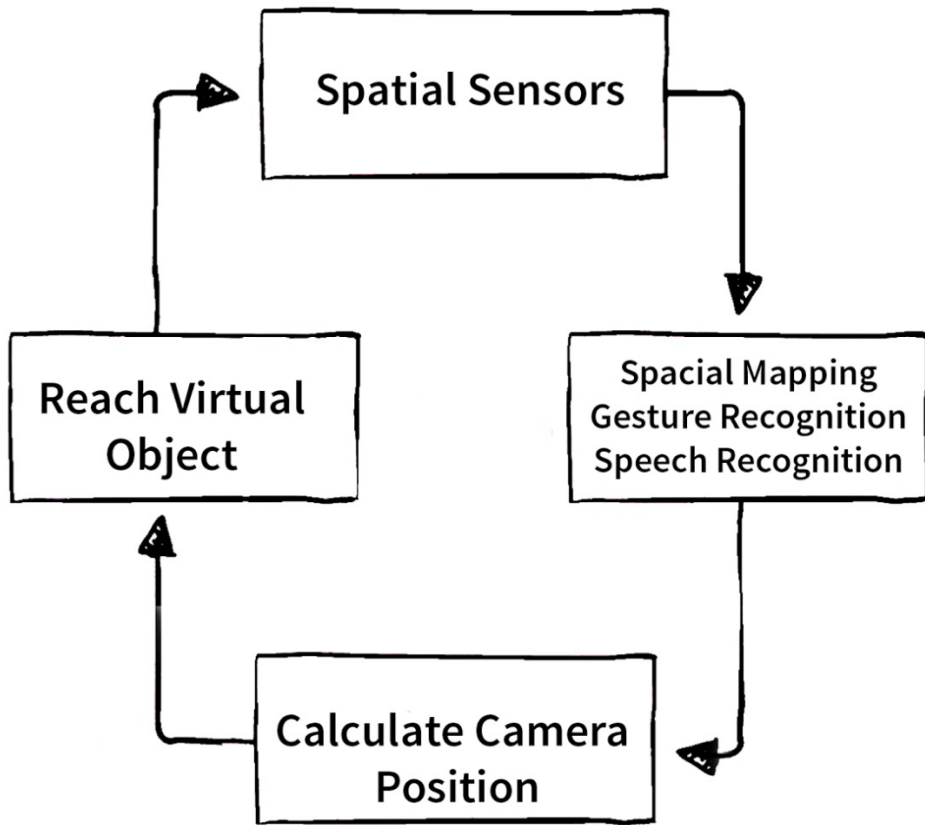 Spatial Sensors
Spacial Mapping
Gesture Recognition
Speech Recognition
Calculate Camera
Position
Reach Virtual
Object